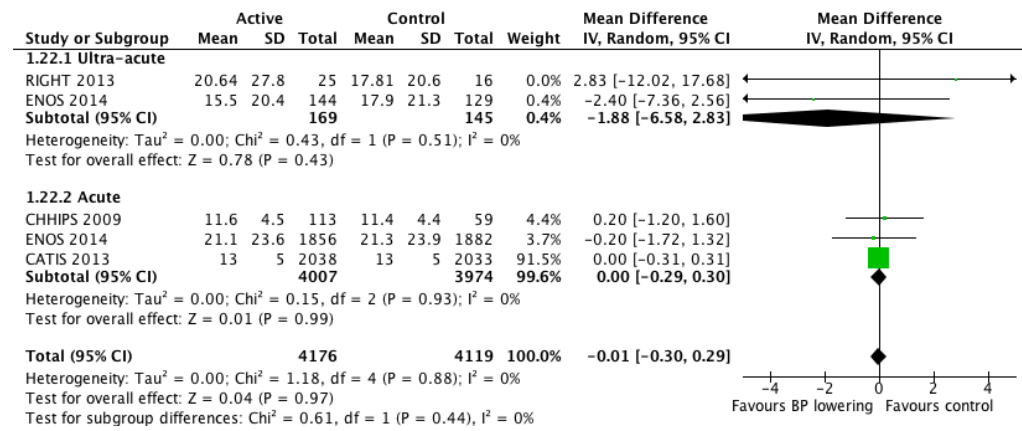 Active Control Mean Difference Mean Difference
Study or Subgroup Mean SD Total Mean SD Total Weight IV, Random, 95% CI IV, Random, 95% CI
1.22.1 Ultra-acute
RIGHT 2013 20.64 27.8 25 17.81 20.6 16 0.0% 2.83 [-12.02, 17.68]
ENOS 2014 15.5 20.4 144 17.9 21.3 129 0.4% -2.40 [-7.36, 2.56]
Subtotal (95% CI) 169 145 0.4% -1.88 [-6.58, 2.83]
Heterogeneity: Tau² = 0.00; Chi² = 0.43, df = 1 (P = 0.51); I² = 0%
Test for overall effect: Z = 0.78 (P = 0.43)
1.22.2 Acute
CHHIPS 2009 11.6 4.5 113 11.4 4.4 59 4.4% 0.20 [-1.20, 1.60]
ENOS 2014 21.1 23.6 1856 21.3 23.9 1882 3.7% -0.20 [-1.72, 1.32]
CATIS 2013 13 5 2038 13 5 2033 91.5% 0.00 [-0.31, 0.31]
Subtotal (95% CI) 4007 3974 99.6% 0.00 [-0.29, 0.30]
Heterogeneity: Tau² = 0.00; Chi² = 0.15, df = 2 (P = 0.93); I² = 0%
Test for overall effect: Z = 0.01 (P = 0.99)
Total (95% CI) 4176 4119 100.0% -0.01 [-0.30, 0.29]
Heterogeneity: Tau² = 0.00; Chi² = 1.18, df = 4 (P = 0.88); I² = 0%
Test for overall effect: Z = 0.04 (P = 0.97)
Test for subgroup differences: Chi² = 0.61, df = 1 (P = 0.44), I² = 0%
-4 -2 0 2 4
Favours BP lowering Favours control